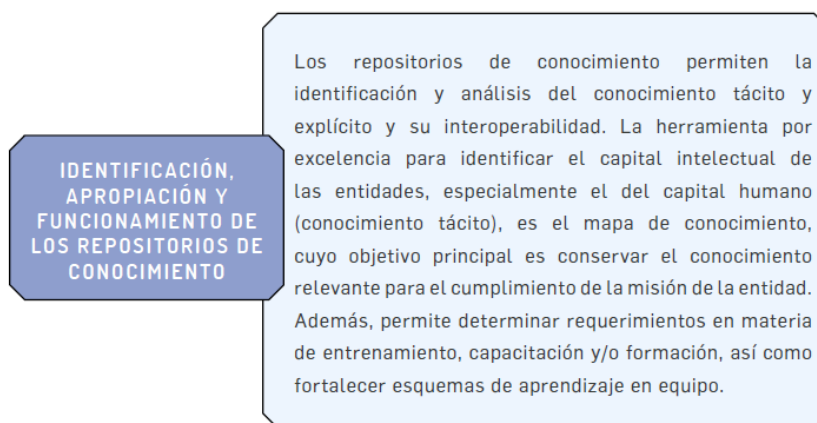 IDENTIFICACIÓN,
APROPIACIÓN Y
FUNCIONAMIENTO DE
LOS REPOSITORIOS DE
CONOCIMIENTO
Los repositorios de conocimiento permiten la
identificación y análisis del conocimiento tácito y
explícito y su interoperabilidad. La herramienta por
excelencia para identificar el capital intelectual de
las entidades, especialmente el del capital humano
(conocimiento tácito), es el mapa de conocimiento,
cuyo objetivo principal es conservar el conocimiento
relevante para el cumplimiento de la misión de la entidad.
Además, permite determinar requerimientos en materia
de entrenamiento, capacitación y/o formación, así como
fortalecer esquemas de aprendizaje en equipo.